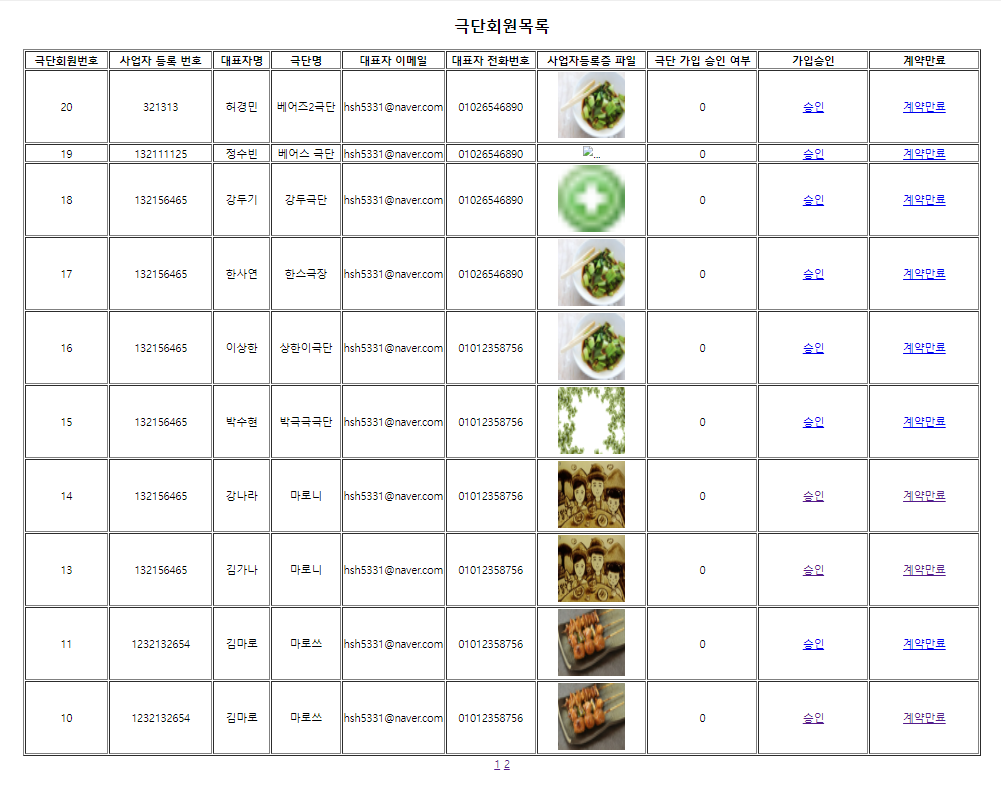 극단회원목록
극단회원번호 사업자 등록 번호 대표자명 극단명 대표자 이메일 대표자 전화번호 사업자등록증 파일 극단 가입 승인 여부 가입승인 계약만료
20 321313 허경민 베어즈2극단 hsh5331@naver.com 01026546890 0 승인 계약만료
19 132111125 정수빈 베어스 극단 hsh5331@naver.com 01026546890 ... 0 승인 계약만료
18 132156465 강두기 강두극단 hsh5331@naver.com 01026546890 0 승인 계약만료
17 132156465 한사연 한스극장 hsh5331@naver.com 01026546890 0 승인 계약만료
16 132156465 이상한 상한이극단 hsh5331@naver.com 01012358756 0 승인 계약만료
15 132156465 박수현 박극극극단 hsh5331@naver.com 01012358756 0 승인 계약만료
14 132156465 강나라 마로니 hsh5331@naver.com 01012358756 0 승인 계약만료
13 132156465 김가나 마로니 hsh5331@naver.com 01012358756 0 승인 계약만료
11 1232132654 김마로 마로쓰 hsh5331@naver.com 01012358756 0 승인 계약만료
10 1232132654 김마로 마로쓰 hsh5331@naver.com 01012358756 0 승인 계약만료
1 2